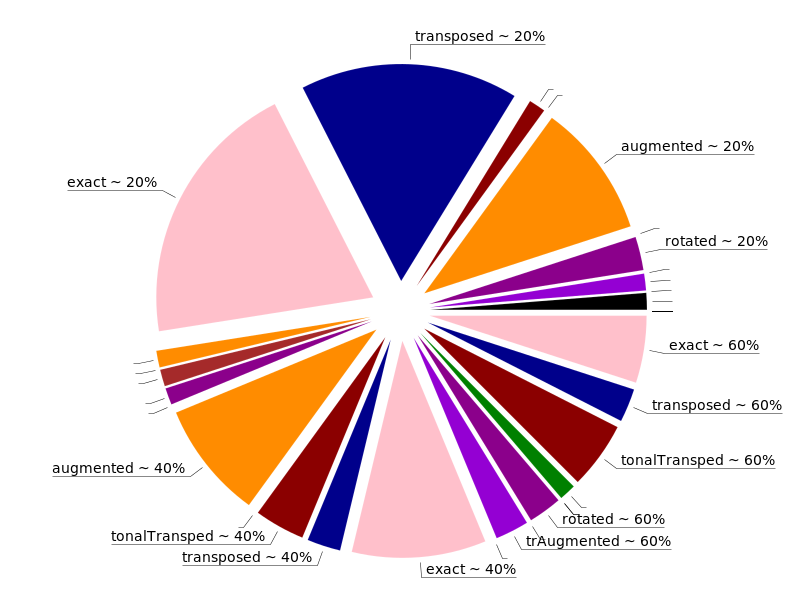 transposed ~ 20%
augmented ~ 20%
exact ~ 20%
rotated ~ 20%
exact ~ 60%
transposed ~ 60%
tonalTransped ~ 60%
augmented ~ 40%
rotated ~ 60%
tonalTransped ~ 40%
trAugmented ~ 60%
transposed ~ 40%
exact ~ 40%